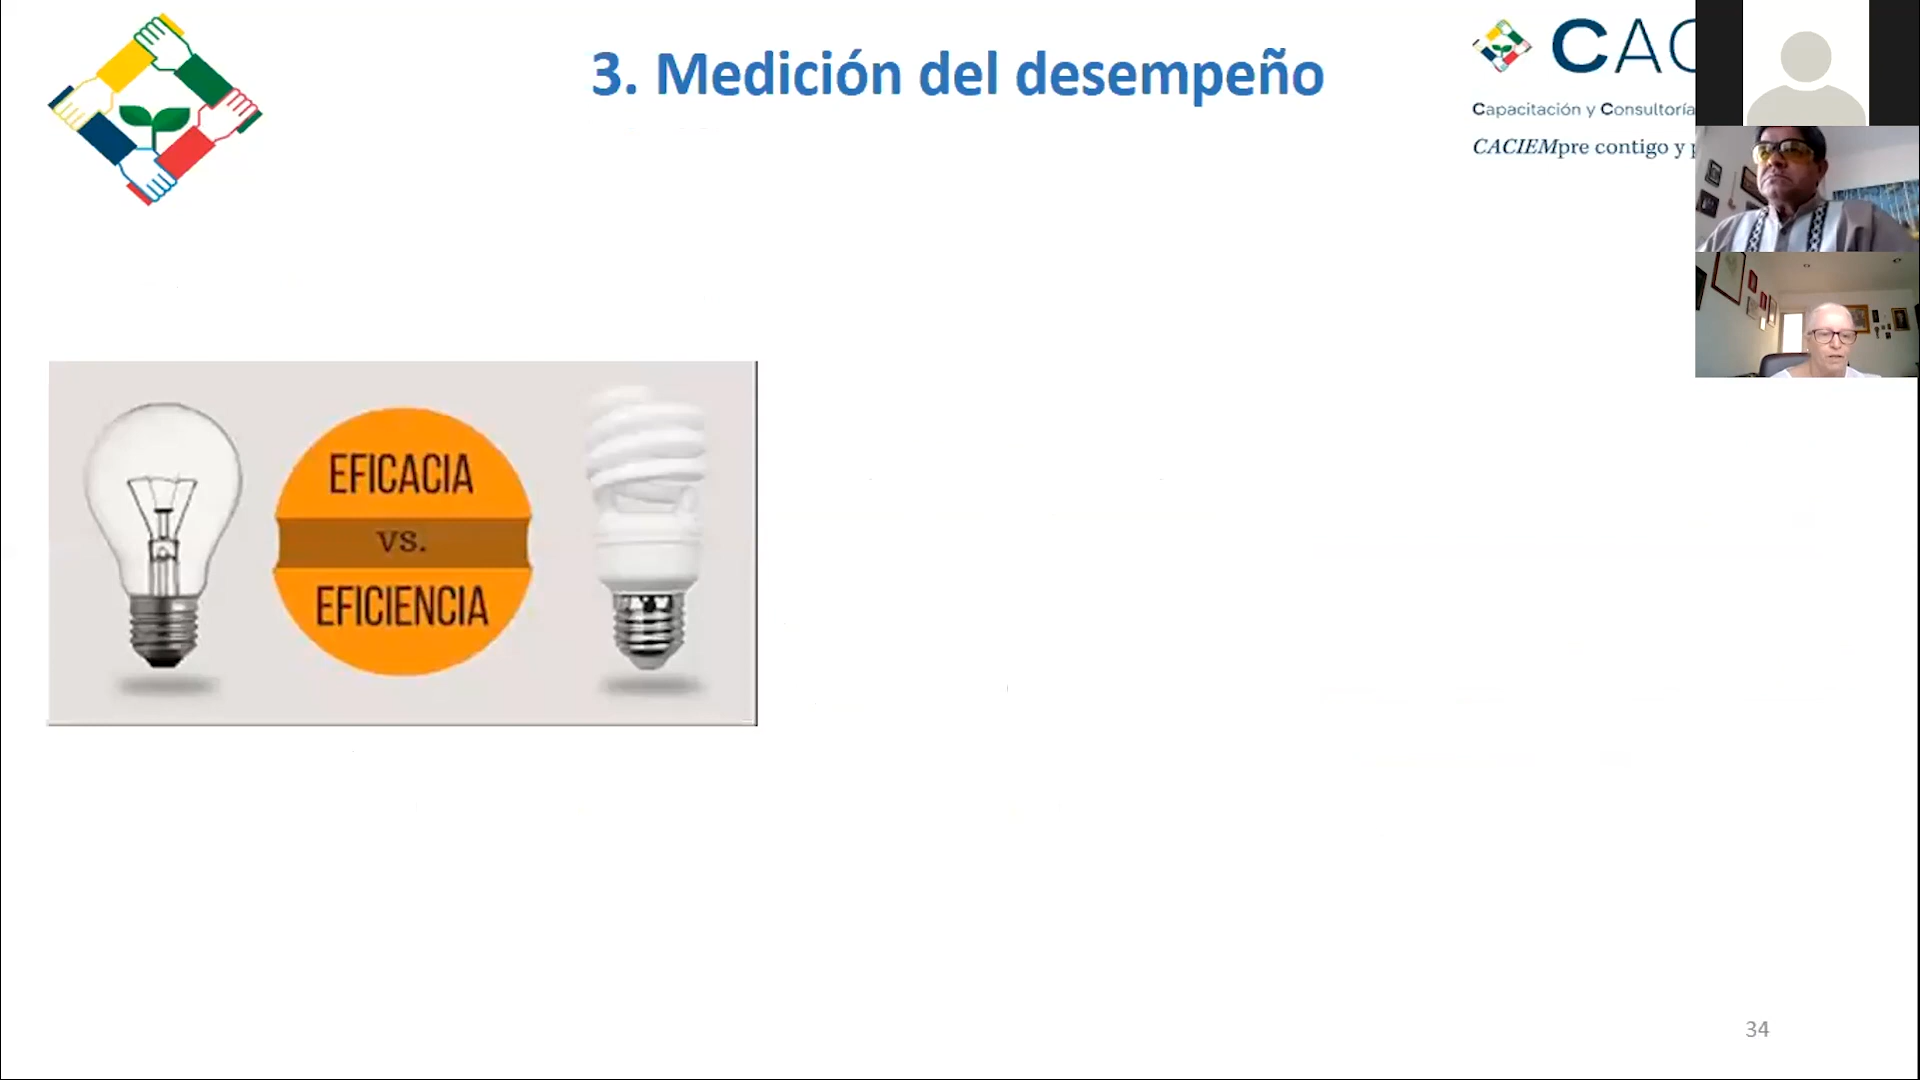 3. Medición del desempeño
CAC
Capacitación y Consultoría
CACIEMpre contigo y p
EFICACIA
vs.
EFICIENCIA
34